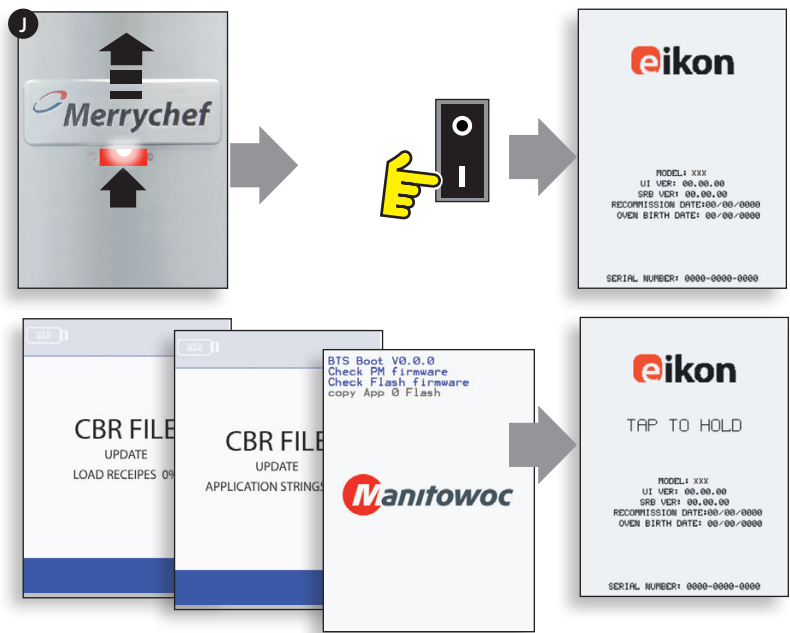 J
Merrychef
O
I
eikon
MODEL: XXX
UI VER: 00.00.00
SRB VER: 00.00.00
RECOMMISSION DATE:00/00/0000
OVEN BIRTH DATE: 00/00/0000
SERIAL NUMBER: 0000-0000-0000
USB
CBR FILE
UPDATE
LOAD RECEIPES 0%
USB
CBR FILE
UPDATE
APPLICATION STRINGS
BTS Boot V0.0.0
Check PM firmware
Check Flash firmware
copy App 0 Flash
Manitowoc
eikon
TAP TO HOLD
MODEL: XXX
UI VER: 00.00.00
SRB VER: 00.00.00
RECOMMISSION DATE:00/00/0000
OVEN BIRTH DATE: 00/00/0000
SERIAL NUMBER: 0000-0000-0000